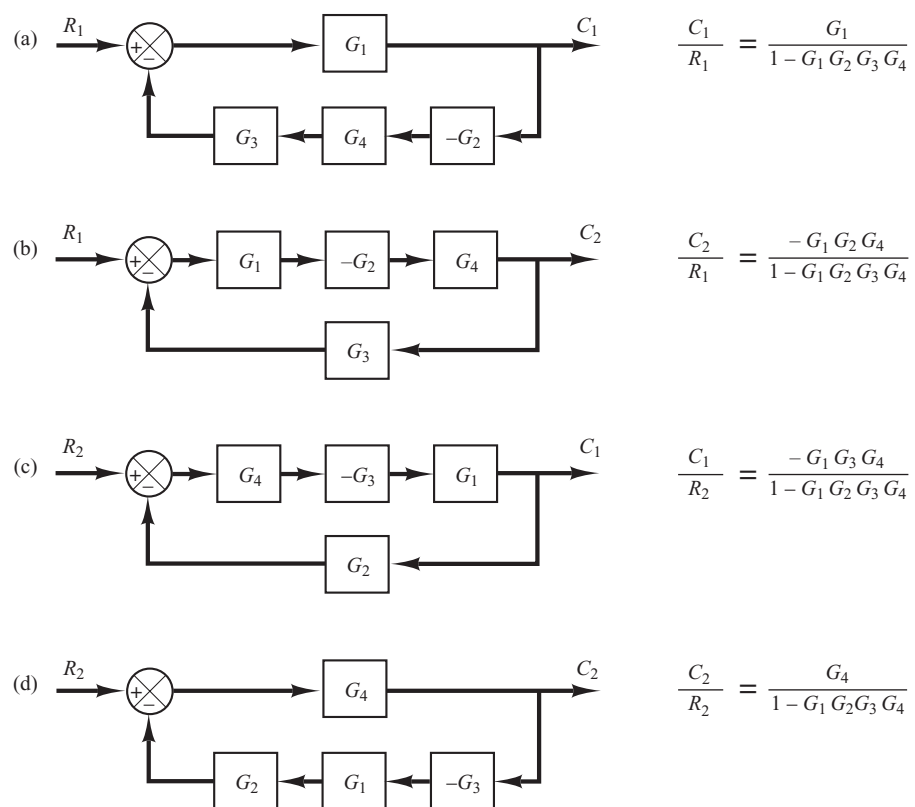 (a) R₁ + − G₁ C₁
G₃ G₄ –G₂
C₁/R₁ = G₁/(1 – G₁ G₂ G₃ G₄)
(b) R₁ + − G₁ –G₂ G₄ C₂
G₃
C₂/R₁ = – G₁ G₂ G₄/(1 – G₁ G₂ G₃ G₄)
(c) R₂ + − G₄ –G₃ G₁ C₁
G₂
C₁/R₂ = – G₁ G₃ G₄/(1 – G₁ G₂ G₃ G₄)
(d) R₂ + − G₄ C₂
G₂ G₁ –G₃
C₂/R₂ = G₄/(1 – G₁ G₂G₃ G₄)